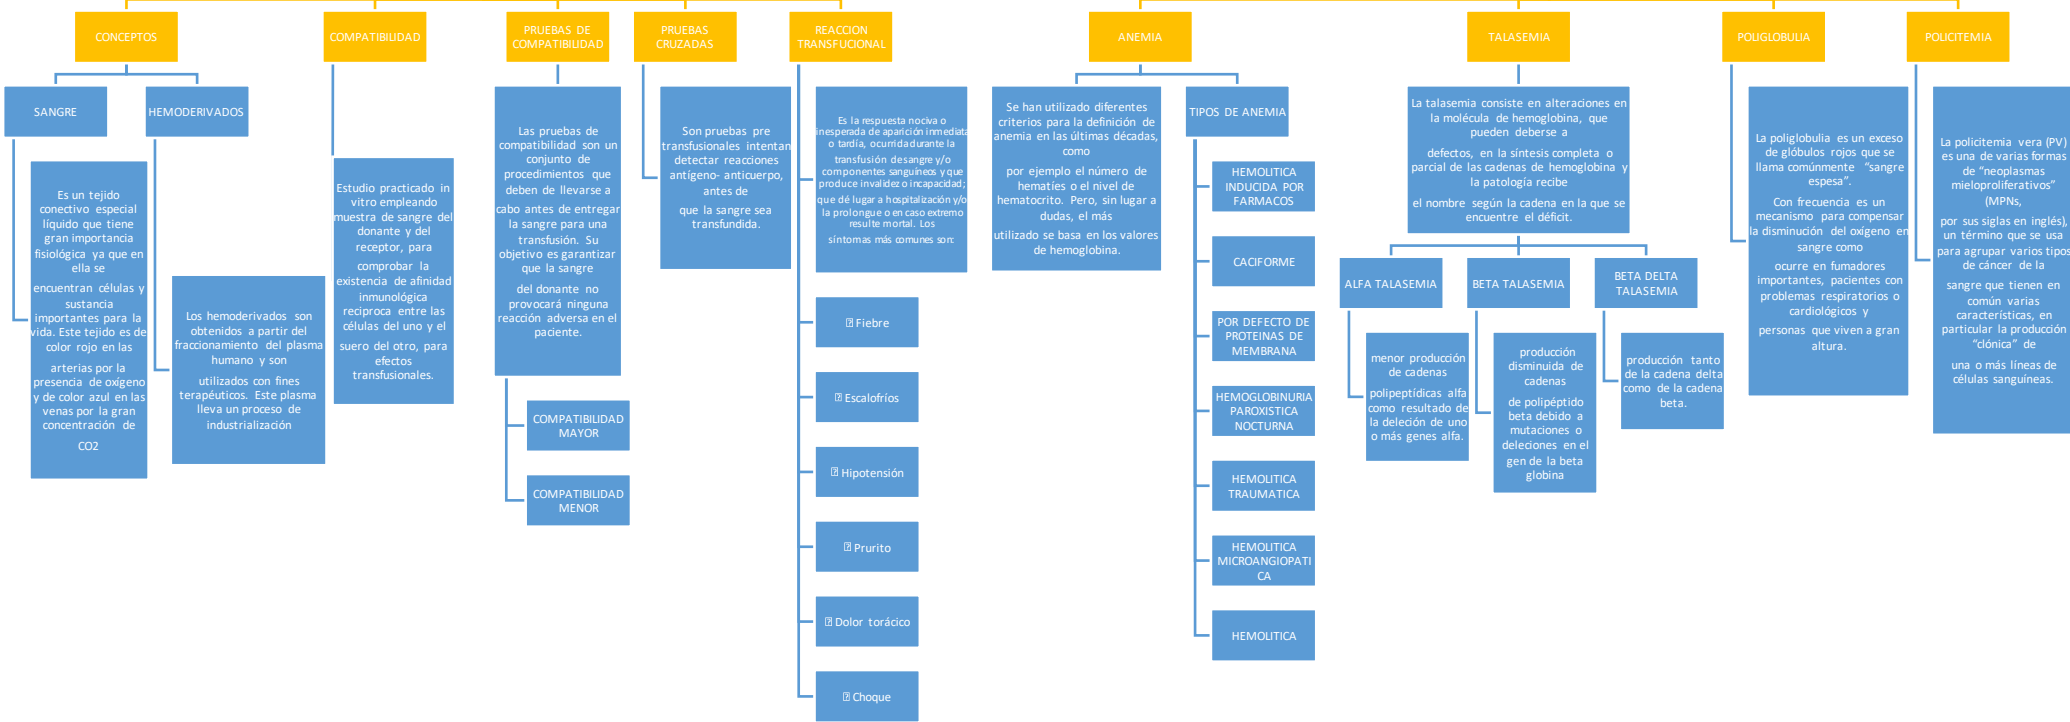 CONCEPTOS
SANGRE
Es un tejido
conectivo especial
líquido que tiene
gran importancia
fisiológica ya que en
ella se
encuentran células y
sustancia
importantes para la
vida. Este tejido es de
color rojo en las
arterias por la
presencia de oxigeno
y de color azul en las
venas por la gran
concentración de
CO2
HEMODERIVADOS
Los hemoderivados son
obtenidos a partir del
fraccionamiento del plasma
humano y son
utilizados con fines
terapéuticos. Este plasma
lleva un proceso de
industrialización
COMPATIBILIDAD
Estudio practicado in
vitro empleando
muestra de sangre del
donante y del
receptor, para
comprobar la
existencia de afinidad
inmunológica
reciproca entre las
células del uno y el
suero del otro, para
efectos
transfusionales.
PRUEBAS DE
COMPATIBILIDAD
Las pruebas de
compatibilidad son un
conjunto de
procedimientos que
deben de llevarse a
cabo antes de entregar
la sangre para una
transfusión. Su
objetivo es garantizar
que la sangre
del donante no
provocará ninguna
reacción adversa en el
paciente.
COMPATIBILIDAD
MAYOR
COMPATIBILIDAD
MENOR
PRUEBAS
CRUZADAS
Son pruebas pre
transfusionales intentan
detectar reacciones
antígeno- anticuerpo,
antes de
que la sangre sea
transfundida.
REACCION
TRANSFUCIONAL
Es la respuesta nociva o
inesperada de aparición inmediata
o tardía, ocurrida durante la
transfusión de sangre y/o
componentes sanguíneos y que
produce invalidez o incapacidad;
que dé lugar a hospitalización y/o
la prolongue o en caso extremo
resulte mortal. Los
síntomas más comunes son:
Fiebre
Escalofríos
Hipotensión
Prurito
Dolor torácico
Choque
ANEMIA
Se han utilizado diferentes
criterios para la definición de
anemia en las últimas décadas,
como
por ejemplo el número de
hematíes o el nivel de
hematocrito. Pero, sin lugar a
dudas, el más
utilizado se basa en los valores
de hemoglobina.
TIPOS DE ANEMIA
HEMOLITICA
INDUCIDA POR
FARMACOS
CACIFORME
POR DEFECTO DE
PROTEINAS DE
MEMBRANA
HEMOGLOBINURIA
PAROXISTICA
NOCTURNA
HEMOLITICA
TRAUMATICA
HEMOLITICA
MICROANGIOPATI
CA
HEMOLITICA
TALASEMIA
La talasemia consiste en alteraciones en
la molécula de hemoglobina, que
pueden deberse a
defectos, en la síntesis completa o
parcial de las cadenas de hemoglobina y
la patología recibe
el nombre según la cadena en la que se
encuentre el déficit.
ALFA TALASEMIA
menor producción
de cadenas
polipeptídicas alfa
como resultado de
la deleción de uno
o más genes alfa.
BETA TALASEMIA
producción
disminuida de
cadenas
de polipéptido
beta debido a
mutaciones o
deleciones en el
gen de la beta
globina
BETA DELTA
TALASEMIA
producción tanto
de la cadena delta
como de la cadena
beta.
POLIGLOBULIA
La poliglobulia es un exceso
de glóbulos rojos que se
llama comúnmente "sangre
espesa".
Con frecuencia es un
mecanismo para compensar
la disminución del oxígeno en
sangre como
ocurre en fumadores
importantes, pacientes con
problemas respiratorios o
cardiológicos y
personas que viven a gran
altura.
POLICITEMIA
La policitemia vera (PV)
es una de varias formas
de "neoplasmas
mieloproliferativos"
(MPNs,
por sus siglas en inglés),
un término que se usa
para agrupar varios tipos
de cáncer de la
sangre que tienen en
común varias
características, en
particular la producción
"clónica" de
una o más líneas de
células sanguíneas.